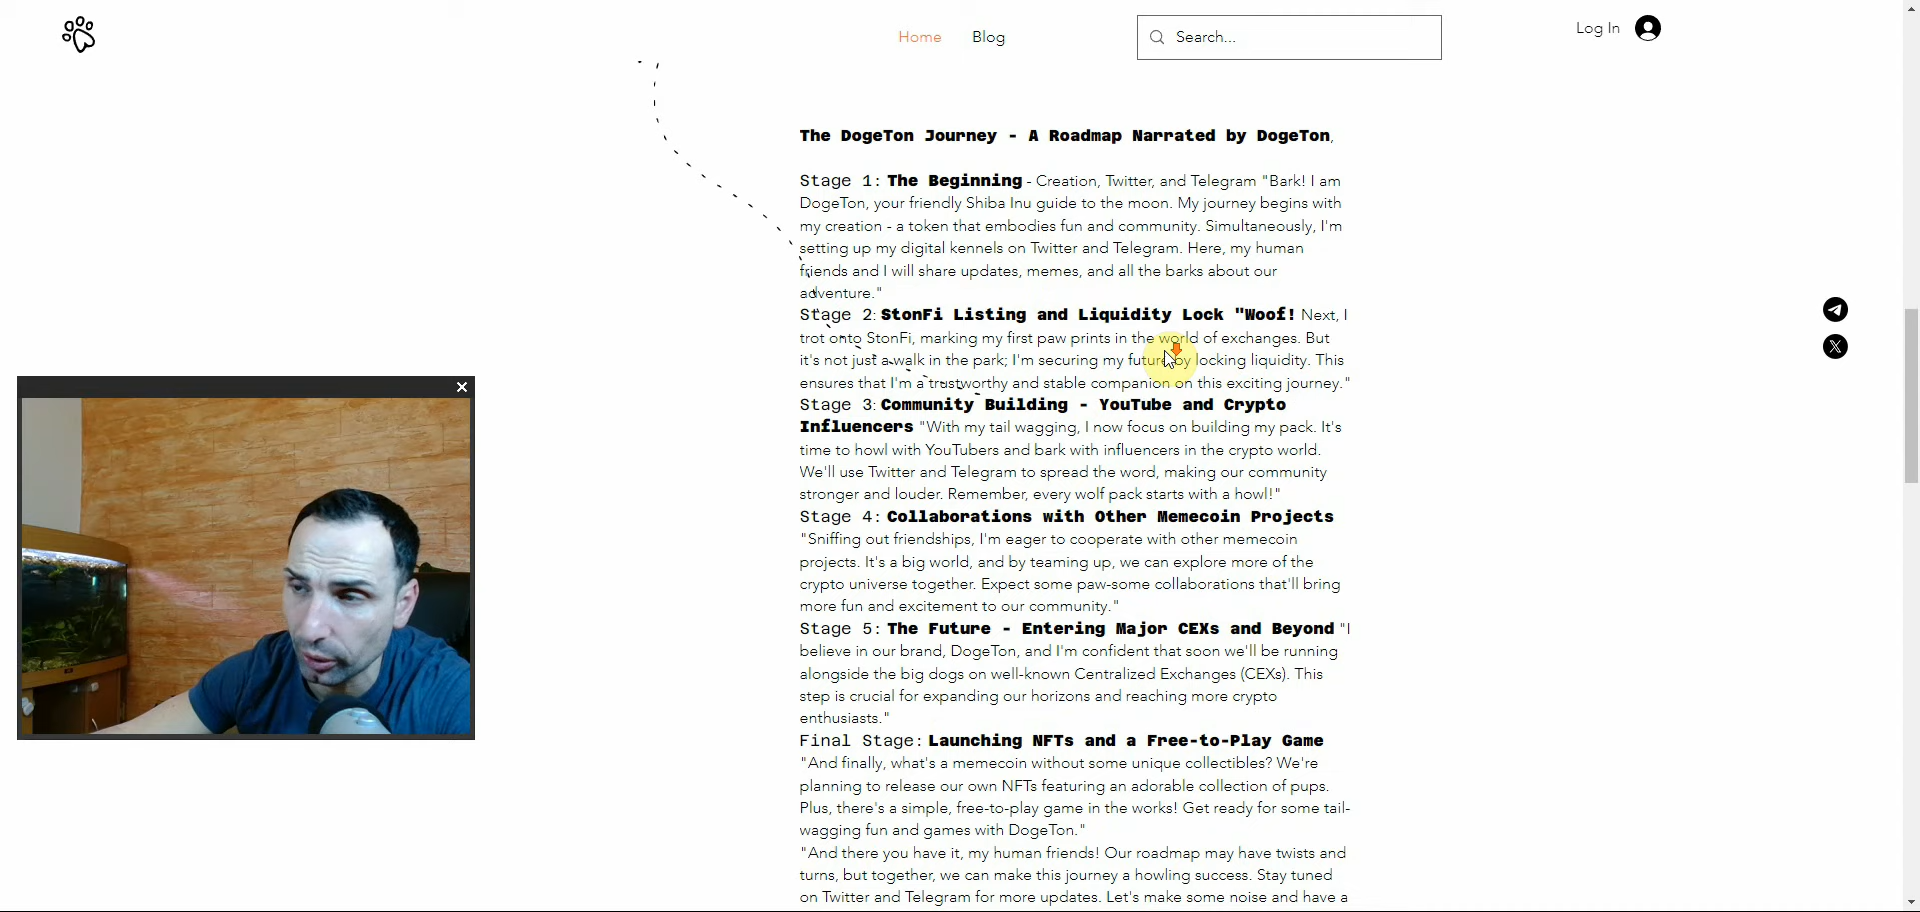 Home Blog Search... Log In
The DogeTon Journey - A Roadmap Narrated by DogeTon,
Stage 1: The Beginning - Creation, Twitter, and Telegram "Bark! I am
DogeTon, your friendly Shiba Inu guide to the moon. My journey begins with
my creation - a token that embodies fun and community. Simultaneously, I'm
setting up my digital kennels on Twitter and Telegram. Here, my human
friends and I will share updates, memes, and all the barks about our
adventure."
Stage 2: StonFi Listing and Liquidity Lock "Woof! Next, I
trot onto StonFi, marking my first paw prints in the world of exchanges. But
it's not just a walk in the park; I'm securing my future by locking liquidity. This
ensures that I'm a trustworthy and stable companion on this exciting journey."
Stage 3: Community Building - YouTube and Crypto
Influencers "With my tail wagging, I now focus on building my pack. It's
time to howl with YouTubers and bark with influencers in the crypto world.
We'll use Twitter and Telegram to spread the word, making our community
stronger and louder. Remember, every wolf pack starts with a howl!"
Stage 4: Collaborations with Other Memecoin Projects
"Sniffing out friendships, I'm eager to cooperate with other memecoin
projects. It's a big world, and by teaming up, we can explore more of the
crypto universe together. Expect some paw-some collaborations that'll bring
more fun and excitement to our community."
Stage 5: The Future - Entering Major CEXs and Beyond "I
believe in our brand, DogeTon, and I'm confident that soon we'll be running
alongside the big dogs on well-known Centralized Exchanges (CEXs). This
step is crucial for expanding our horizons and reaching more crypto
enthusiasts."
Final Stage: Launching NFTs and a Free-to-Play Game
"And finally, what's a memecoin without some unique collectibles? We're
planning to release our own NFTs featuring an adorable collection of pups.
Plus, there's a simple, free-to-play game in the works! Get ready for some tail-
wagging fun and games with DogeTon."
"And there you have it, my human friends! Our roadmap may have twists and
turns, but together, we can make this journey a howling success. Stay tuned
on Twitter and Telegram for more updates. Let's make some noise and have a